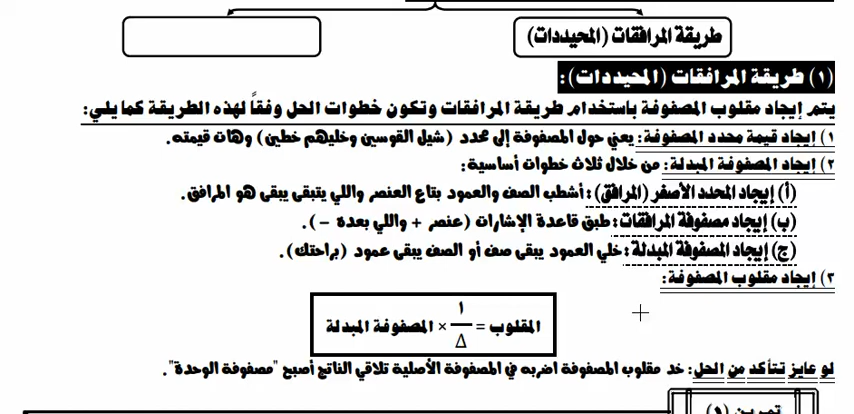 طريقة المرافقات (المحيددات)
(١) طريقة المرافقات (المحيددات):
يتم إيجاد مقلوب المصفوفة باستخدام طريقة المرافقات وتكون خطوات الحل وفقاً لهذه الطريقة كما يلي:
١) إيجاد قيمة محدد المصفوفة: يعني حول المصفوفة إلى محدد (شيل القوسين وخليهم خطين) وهات قيمته.
٢) إيجاد المصفوفة المبدلة: من خلال ثلاث خطوات أساسية:
(أ) إيجاد المحدد الأصغر (المرافق): أشطب الصف والعمود بتاع العنصر واللي يتبقى يبقى هو المرافق.
(ب) إيجاد مصفوفة المرافقات: طبق قاعدة الإشارات (عنصر + واللي بعدة –).
(ج) إيجاد المصفوفة المبدلة: خلي العمود يبقى صف أو الصف يبقى عمود (براحتك).
٣) إيجاد مقلوب المصفوفة:
المقلوب = ١/Δ × المصفوفة المبدلة
لو عايز تتأكد من الحل: خد مقلوب المصفوفة اضربه في المصفوفة الأصلية تلاقي الناتج أصبح "مصفوفة الوحدة".
تمرين (١)